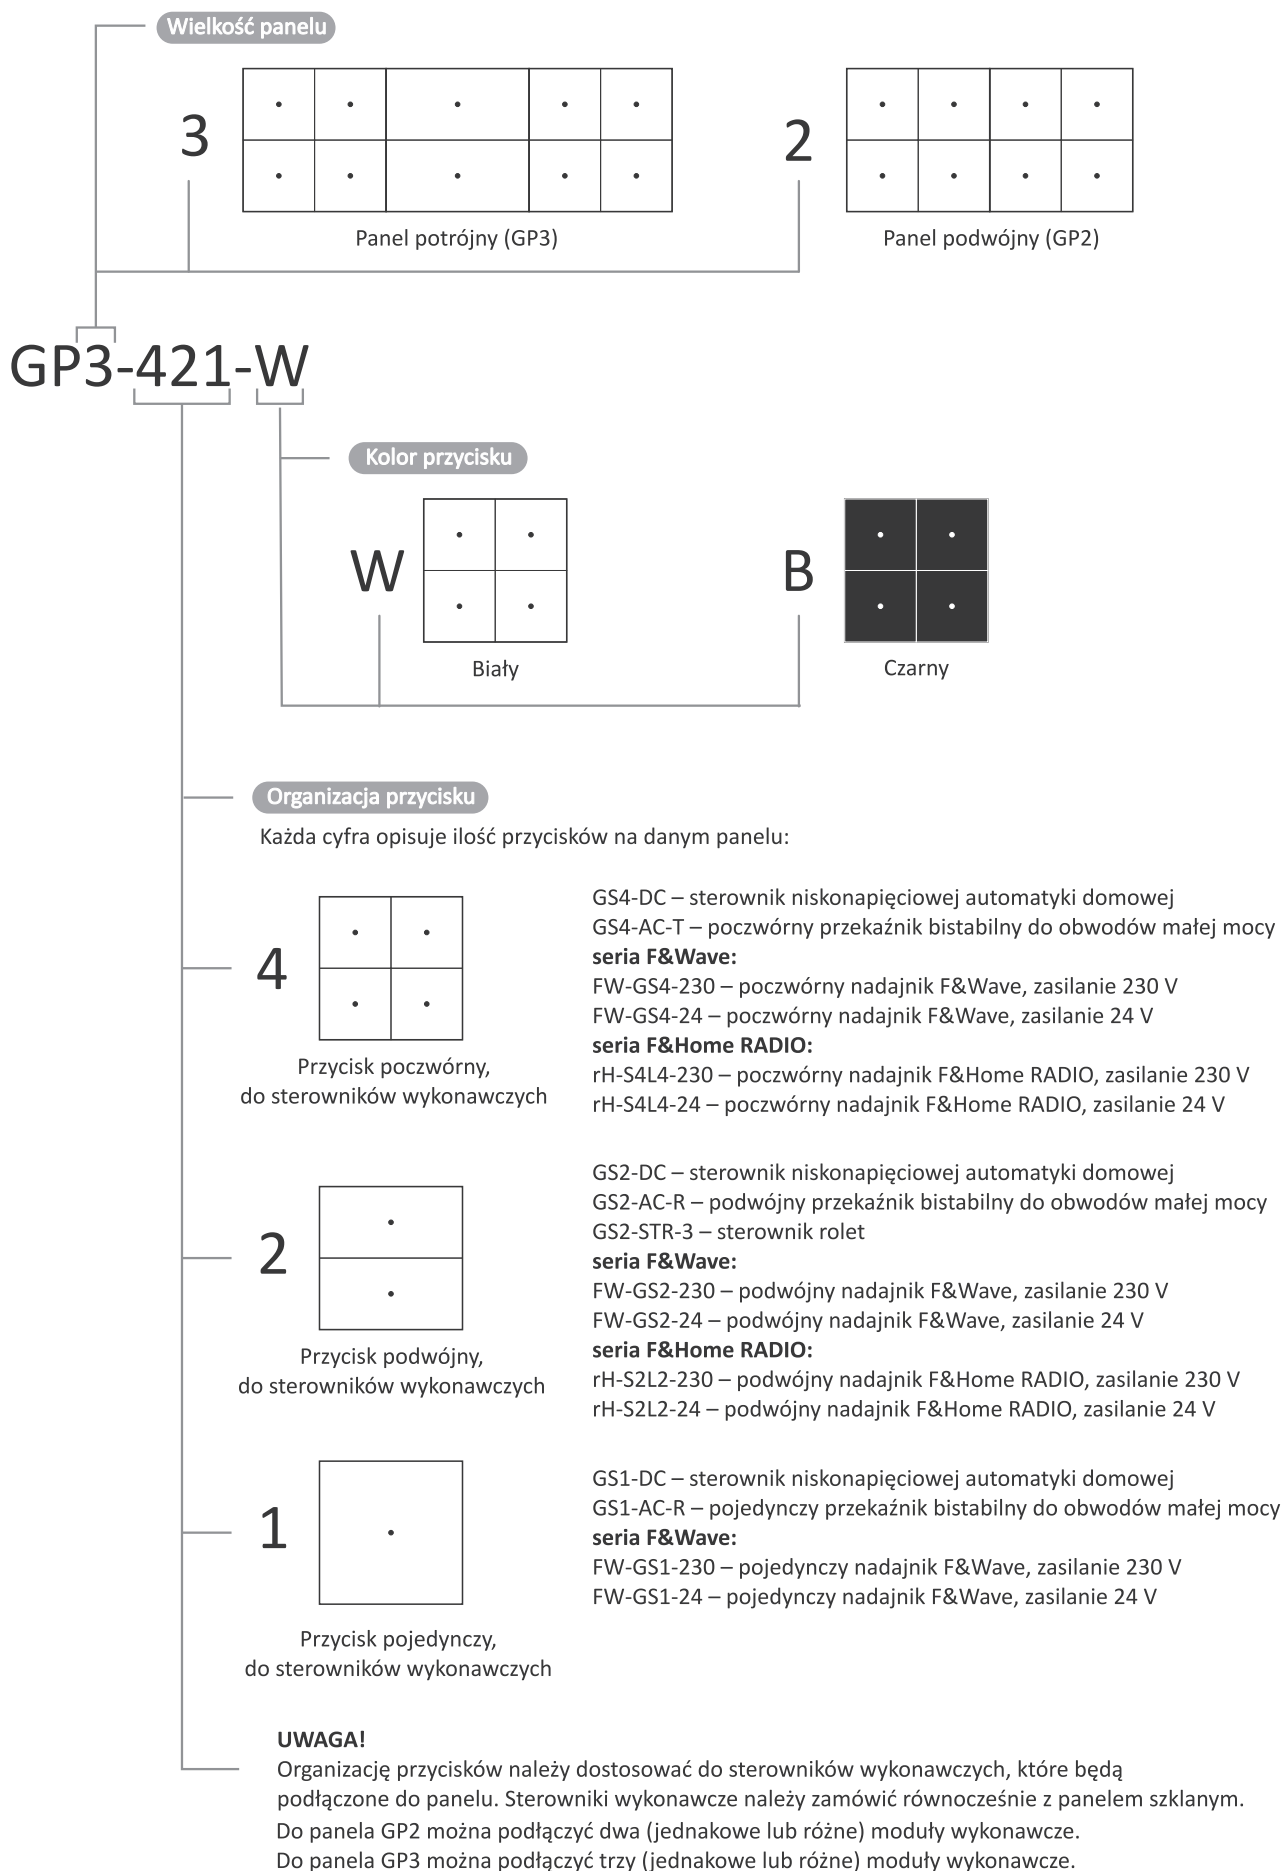 Wielkość panelu
3
2
Panel potrójny (GP3)
Panel podwójny (GP2)
GP3-421-W
Kolor przycisku
W
B
Biały
Czarny
Organizacja przycisku
Każda cyfra opisuje ilość przycisków na danym panelu:
4
Przycisk poczwórny,
do sterowników wykonawczych
GS4-DC – sterownik niskonapięciowej automatyki domowej
GS4-AC-T – poczwórny przekaźnik bistabilny do obwodów małej mocy
seria F&Wave:
FW-GS4-230 – poczwórny nadajnik F&Wave, zasilanie 230 V
FW-GS4-24 – poczwórny nadajnik F&Wave, zasilanie 24 V
seria F&Home RADIO:
rH-S4L4-230 – poczwórny nadajnik F&Home RADIO, zasilanie 230 V
rH-S4L4-24 – poczwórny nadajnik F&Home RADIO, zasilanie 24 V
2
Przycisk podwójny,
do sterowników wykonawczych
GS2-DC – sterownik niskonapięciowej automatyki domowej
GS2-AC-R – podwójny przekaźnik bistabilny do obwodów małej mocy
GS2-STR-3 – sterownik rolet
seria F&Wave:
FW-GS2-230 – podwójny nadajnik F&Wave, zasilanie 230 V
FW-GS2-24 – podwójny nadajnik F&Wave, zasilanie 24 V
seria F&Home RADIO:
rH-S2L2-230 – podwójny nadajnik F&Home RADIO, zasilanie 230 V
rH-S2L2-24 – podwójny nadajnik F&Home RADIO, zasilanie 24 V
1
Przycisk pojedynczy,
do sterowników wykonawczych
GS1-DC – sterownik niskonapięciowej automatyki domowej
GS1-AC-R – pojedynczy przekaźnik bistabilny do obwodów małej mocy
seria F&Wave:
FW-GS1-230 – pojedynczy nadajnik F&Wave, zasilanie 230 V
FW-GS1-24 – pojedynczy nadajnik F&Wave, zasilanie 24 V
UWAGA!
Organizację przycisków należy dostosować do sterowników wykonawczych, które będą
podłączone do panelu. Sterowniki wykonawcze należy zamówić równocześnie z panelem szklanym.
Do panela GP2 można podłączyć dwa (jednakowe lub różne) moduły wykonawcze.
Do panela GP3 można podłączyć trzy (jednakowe lub różne) moduły wykonawcze.